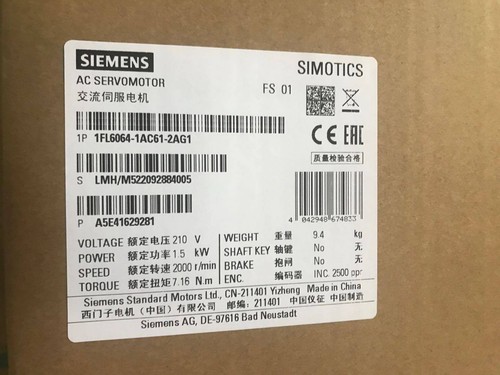 SIEMENS
SIMOTICS
AC SERVOMOTOR
FS 01
交流伺服电机
1P 1FL6064-1AC61-2AG1
CE EAC
质量检验合格
S LMH/M522092884005
4 042948 674833
P A5E41629281
VOLTAGE 额定电压 210 V
POWER 额定功率 1.5 kW
SPEED 额定转速 2000 r/min
TORQUE 额定扭矩 7.16 N.m
WEIGHT 重量 9.4 kg
SHAFT KEY 轴键 No 无
BRAKE 抱闸 No 无
ENC. 编码器 INC 2500 ppr
Siemens Standard Motors Ltd., CN-211401 Yizheng Made in China
西门子电机（中国）有限公司 邮编：211401 中国仪征 中国制造
Siemens AG, DE-97616 Bad Neustadt